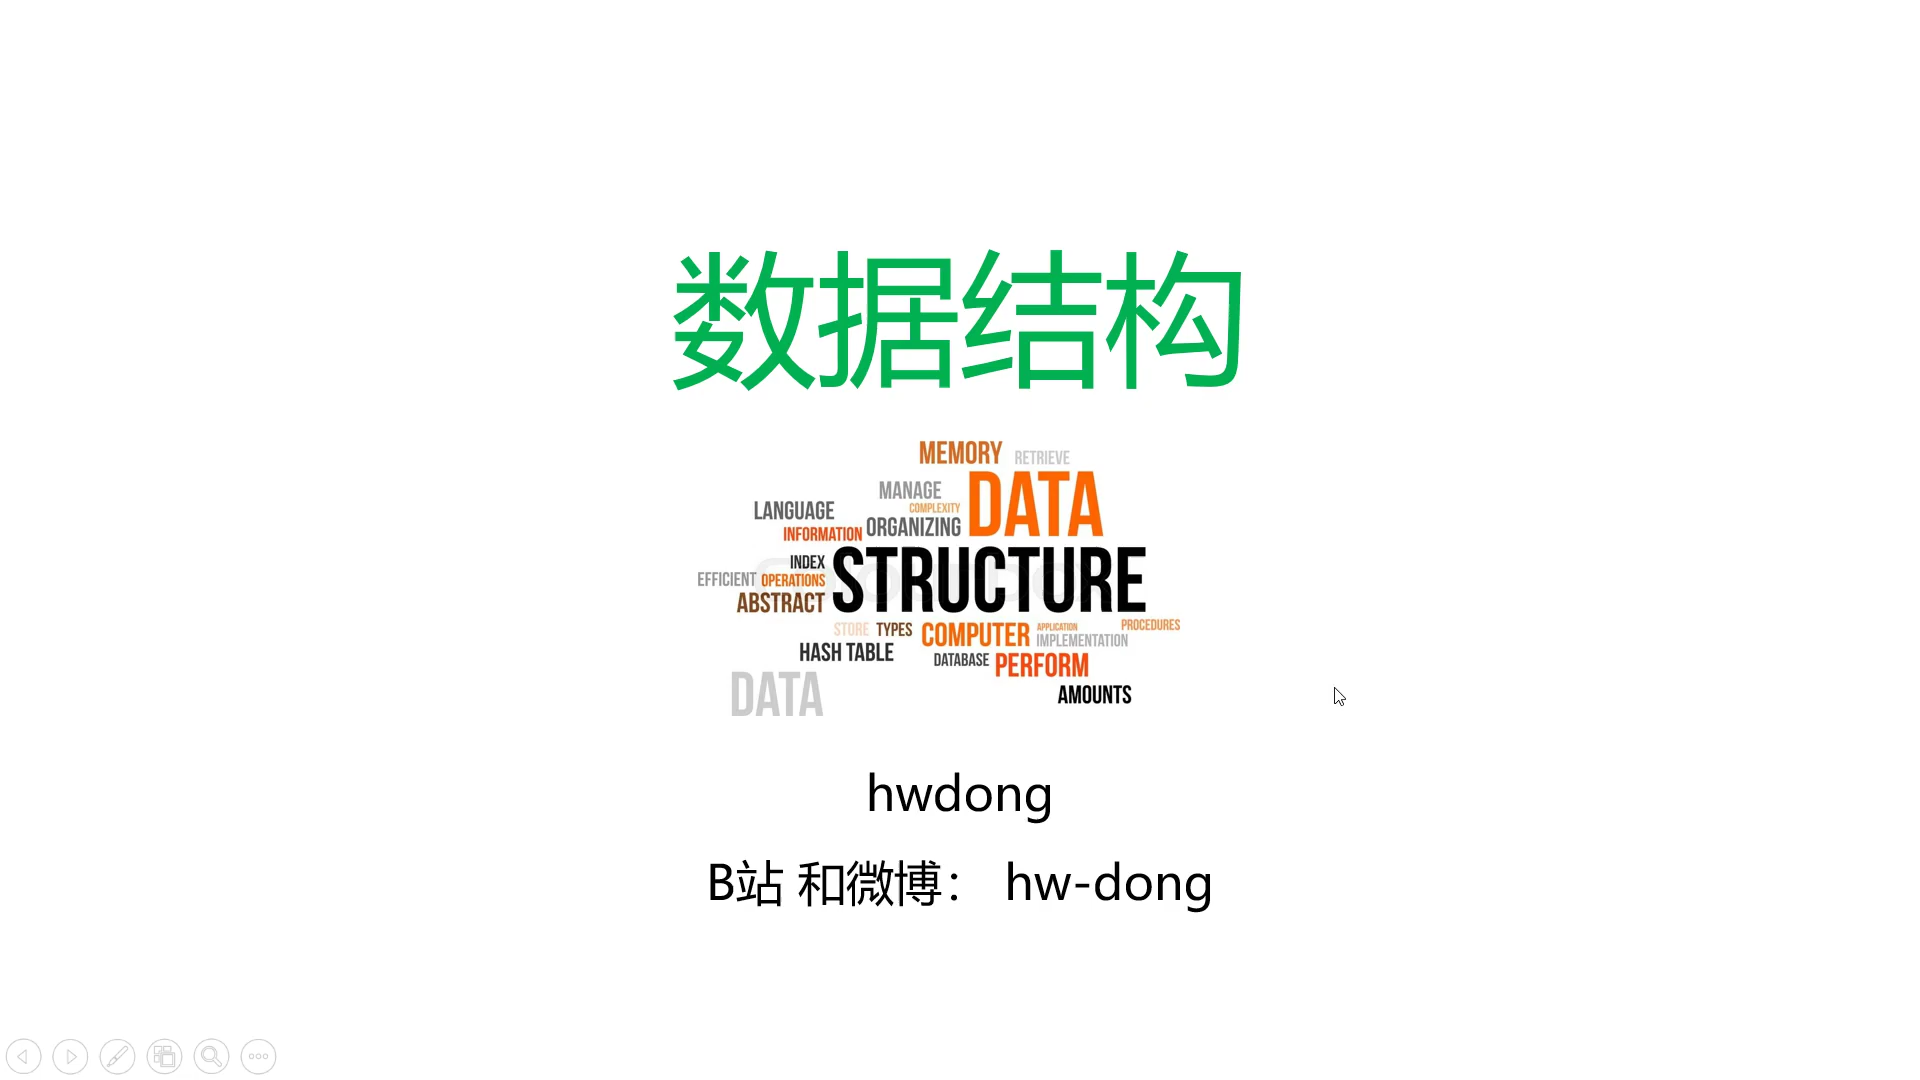 数据结构
MEMORY RETRIEVE
MANAGE DATA
LANGUAGE COMPLEXITY
INFORMATION ORGANIZING
INDEX STRUCTURE
EFFICIENT OPERATIONS
ABSTRACT
STORE TYPES COMPUTER APPLICATION PROCEDURES
IMPLEMENTATION
HASH TABLE DATABASE PERFORM
DATA AMOUNTS
hwdong
B站 和微博： hw-dong